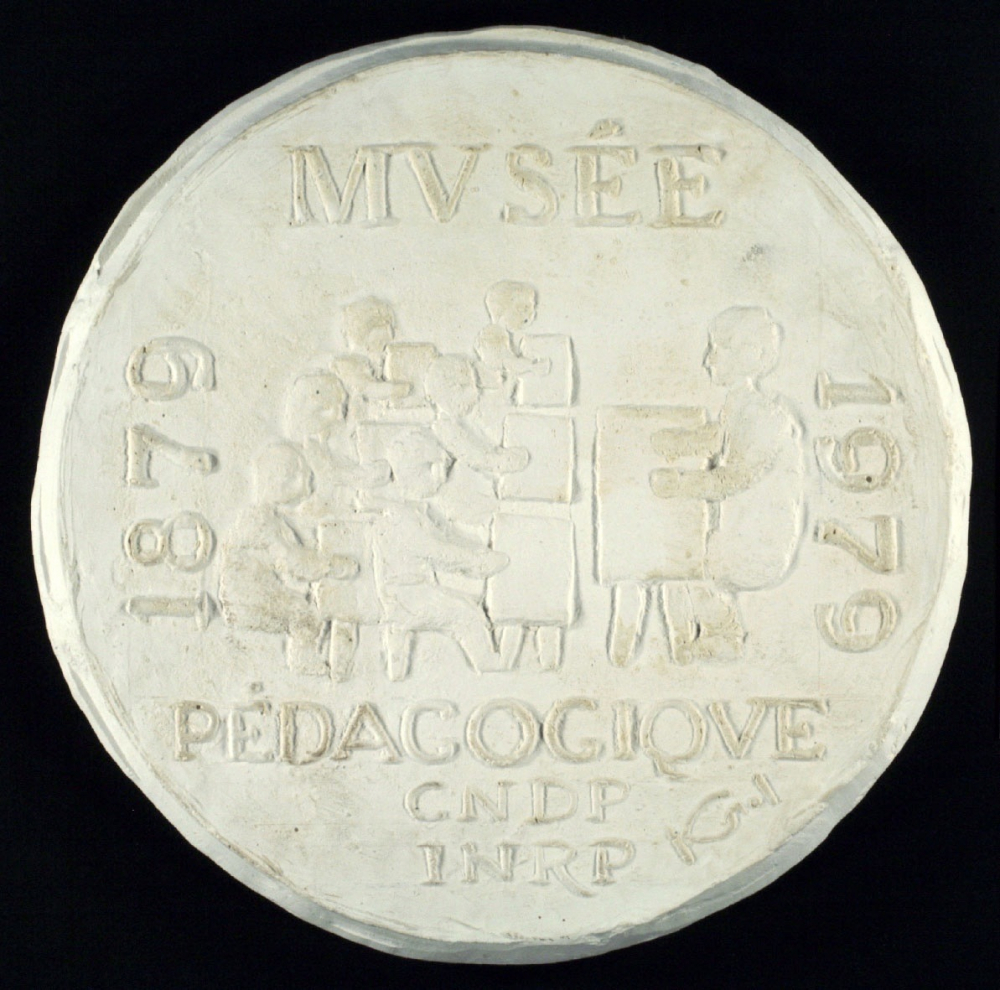 MVSÉE
1879
1979
PÉDAGOGIQVE
CNDP
INRP